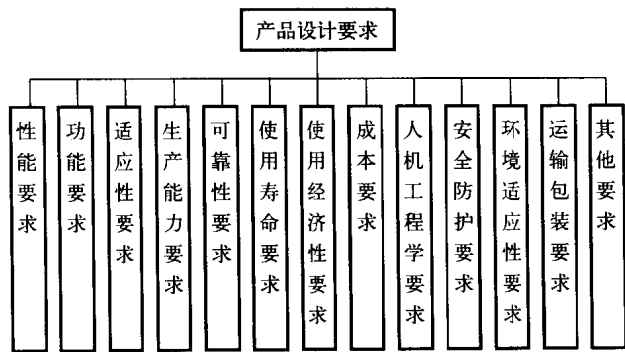 产品设计要求
性能要求
功能要求
适应性要求
生产能力要求
可靠性要求
使用寿命要求
使用经济性要求
成本要求
人机工程学要求
安全防护要求
环境适应性要求
运输包装要求
其他要求